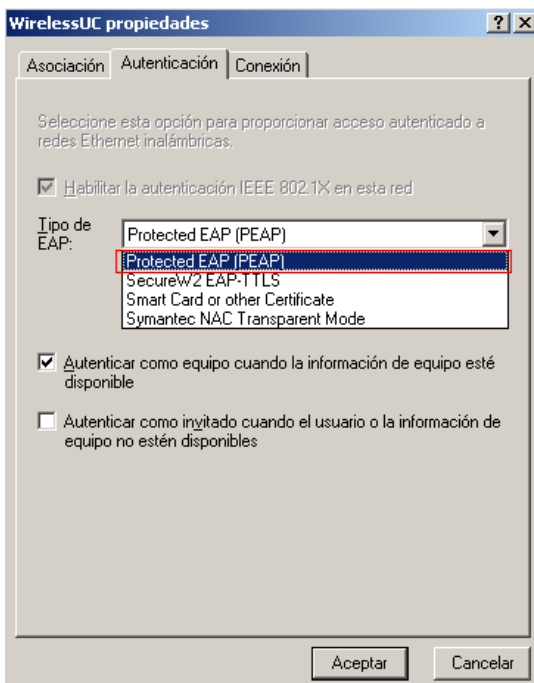 WirelessUC propiedades
Asociación Autenticación Conexión
Seleccione esta opción para proporcionar acceso autenticado a
redes Ethernet inalámbricas.
Habilitar la autenticación IEEE 802.1X en esta red
Tipo de
EAP:
Protected EAP (PEAP)
Protected EAP (PEAP)
SecureW2 EAP-TTLS
Smart Card or other Certificate
Symantec NAC Transparent Mode
Autenticar como equipo cuando la información de equipo esté
disponible
Autenticar como invitado cuando el usuario o la información de
equipo no estén disponibles
Aceptar Cancelar